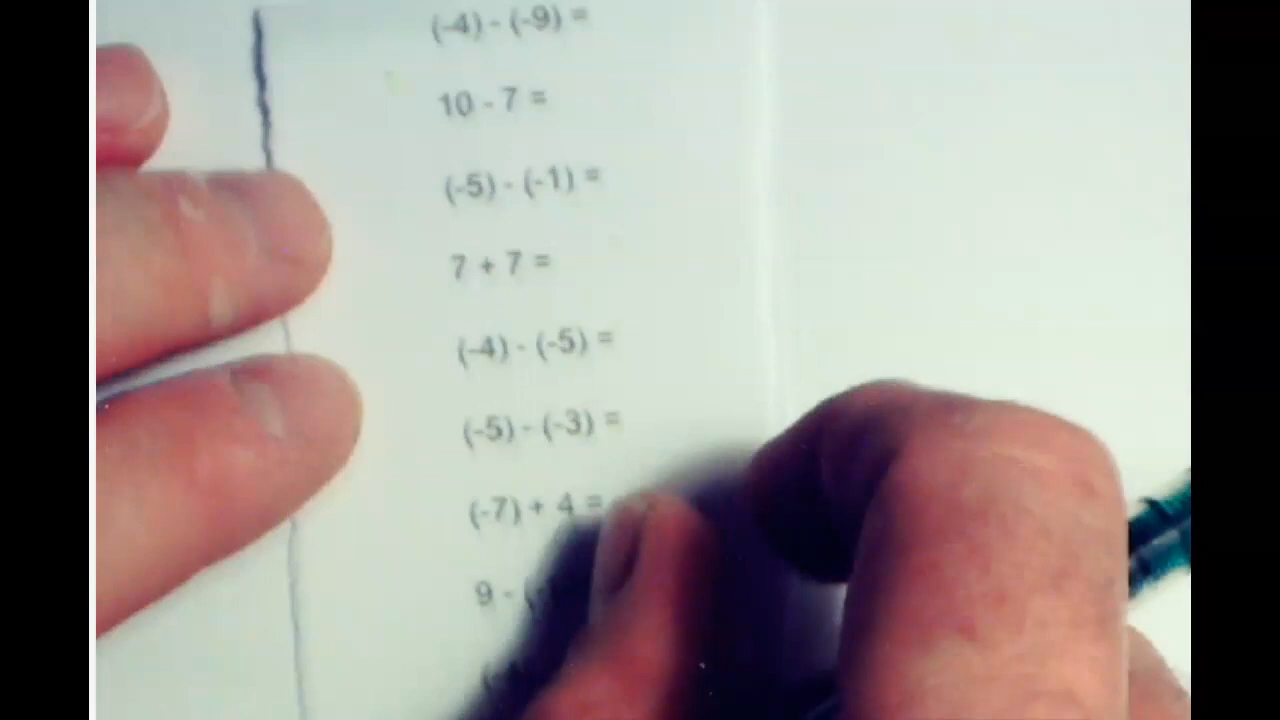 (-4) - (-9) =
10 - 7 =
(-5) - (-1) =
7 + 7 =
(-4) - (-5) =
(-5) - (-3) =
(-7) + 4 =
9 -